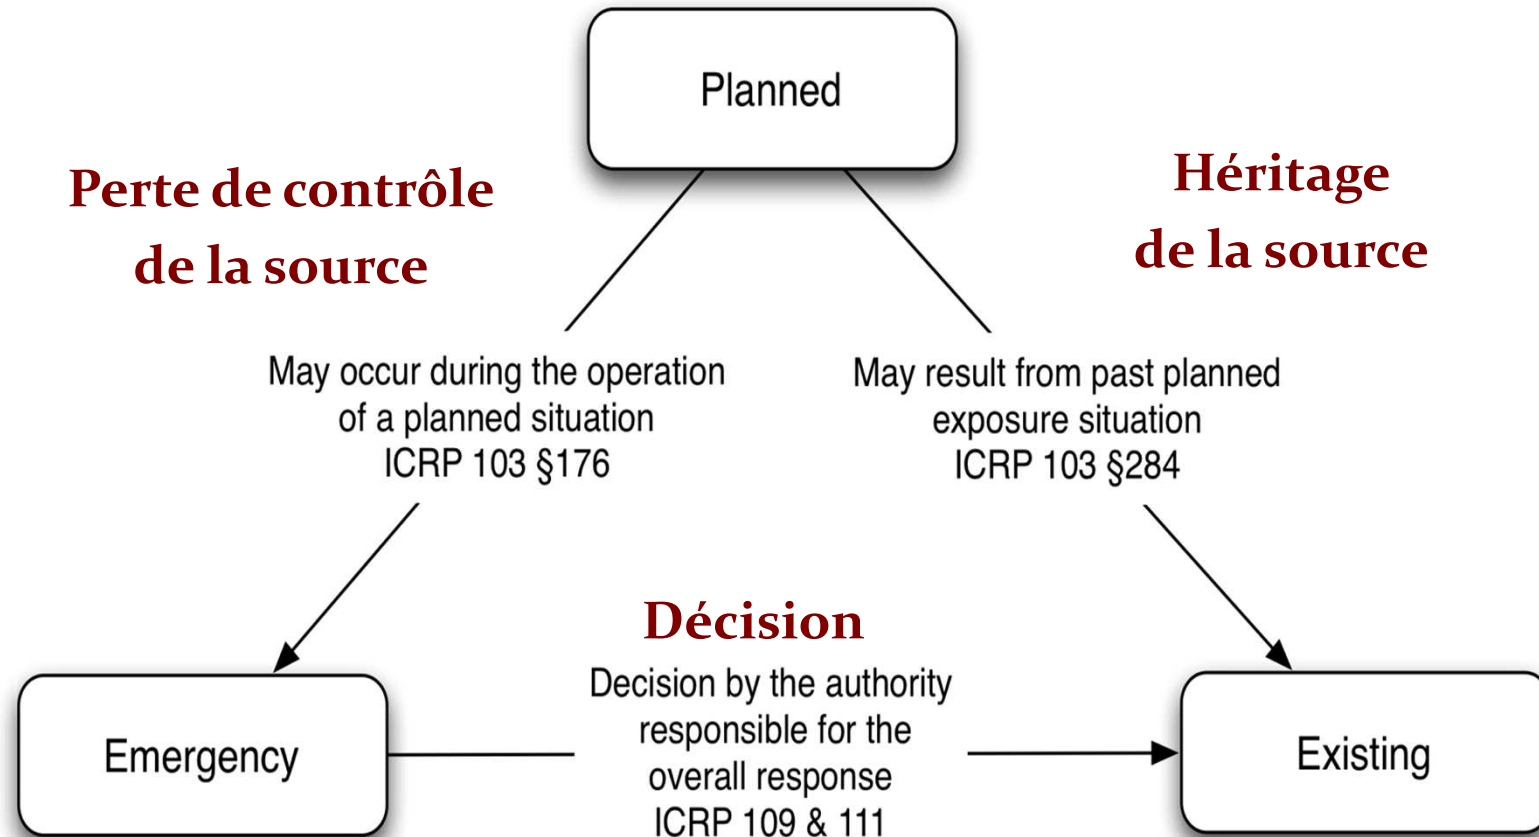 Planned
Perte de contrôle
de la source
Héritage
de la source
May occur during the operation
of a planned situation
ICRP 103 §176
May result from past planned
exposure situation
ICRP 103 §284
Décision
Decision by the authority
responsible for the
overall response
ICRP 109 & 111
Emergency
Existing